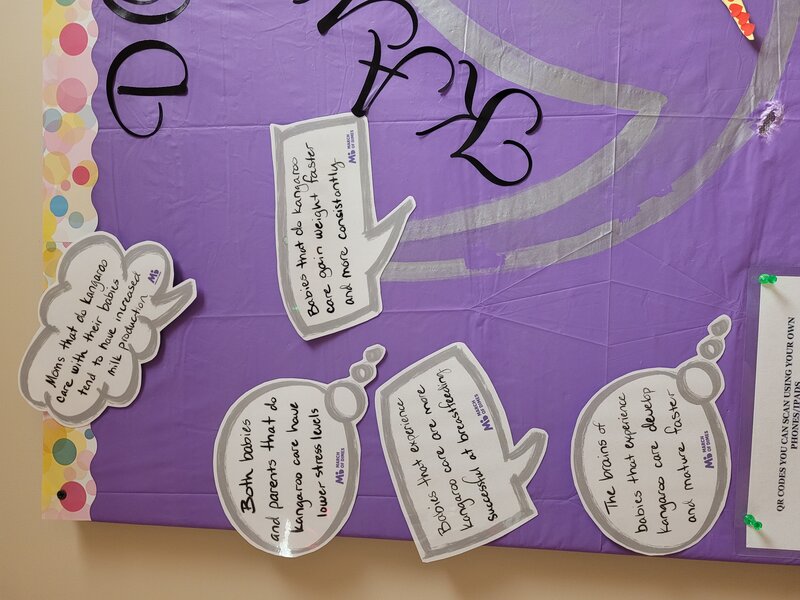 Moms that do kangaroo
care with their babies
tend to have increased
milk production
DO
Both babies
and parents that do
kangaroo care have
lower stress levels
MARCH
OF DIMES
Babies that do kangaroo
care gain weight faster
and more consistantly
MARCH
OF DIMES
KAN
Babies that experience
kangaroo care are more
successful at breastfeeding
MARCH
OF DIMES
The brains of
babies that experience
kangaroo care develop
and mature faster
MARCH
OF DIMES
QR CODES YOU CAN SCAN USING YOUR OWN
PHONES/IPADS